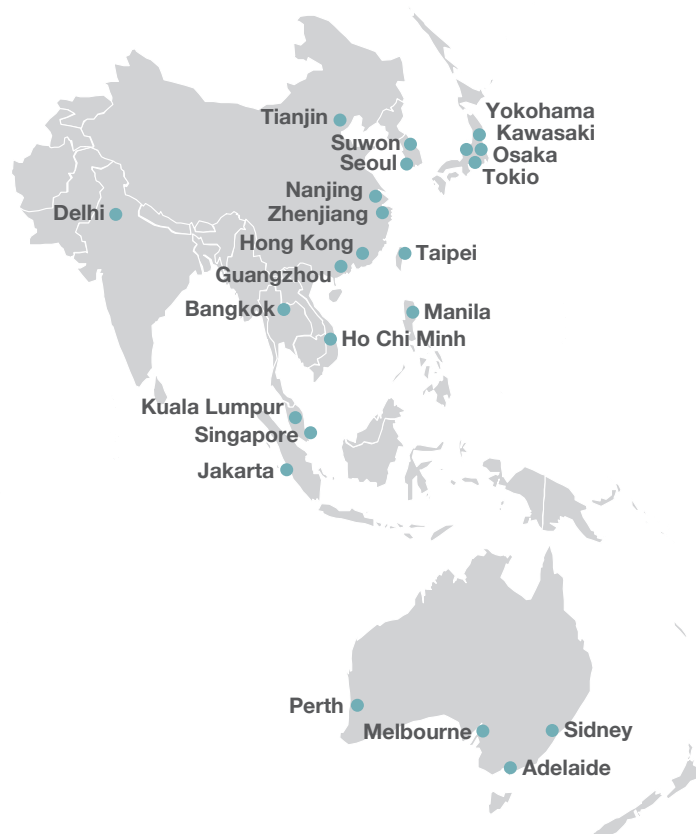 Yokohama
Tianjin
Kawasaki
Suwon
Osaka
Seoul
Tokio
Nanjing
Delhi
Zhenjiang
Hong Kong
Taipei
Guangzhou
Bangkok
Manila
Ho Chi Minh
Kuala Lumpur
Singapore
Jakarta
Perth
Melbourne
Sidney
Adelaide